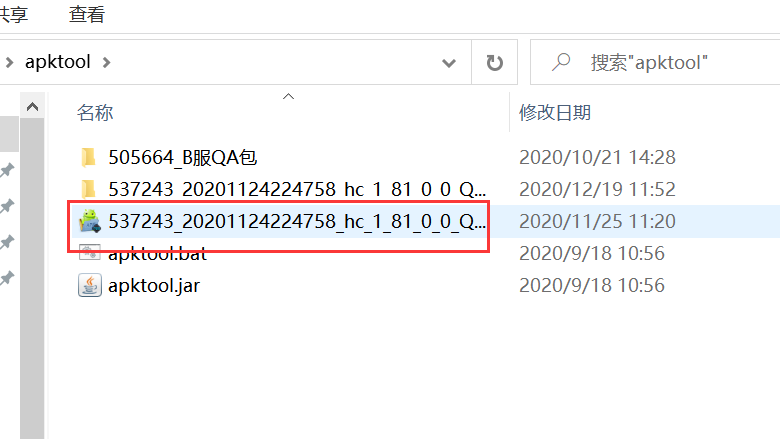 共享 查看
apktool
搜索"apktool"
名称 修改日期
505664_B服QA包 2020/10/21 14:28
537243_20201124224758_hc_1_81_0_0_Q... 2020/12/19 11:52
537243_20201124224758_hc_1_81_0_0_Q... 2020/11/25 11:20
apktool.bat 2020/9/18 10:56
apktool.jar 2020/9/18 10:56